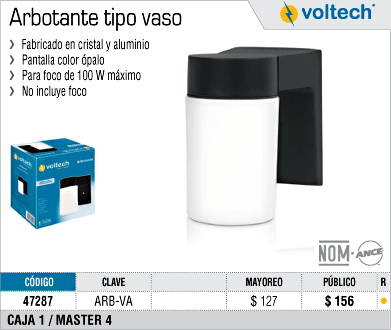 Arbotante tipo vaso
voltech®
Fabricado en cristal y aluminio
Pantalla color ópalo
Para foco de 100 W máximo
No incluye foco
voltech
NOM-ANCE
CÓDIGO CLAVE MAYOREO PÚBLICO R
47287 ARB-VA $ 127 $ 156
CAJA 1 / MASTER 4